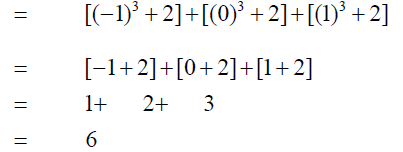 = [(−1)³ + 2]+[(0)³ + 2]+[(1)³ + 2]
= [−1+2]+[0+2]+[1+2]
= 1+ 2+ 3
= 6